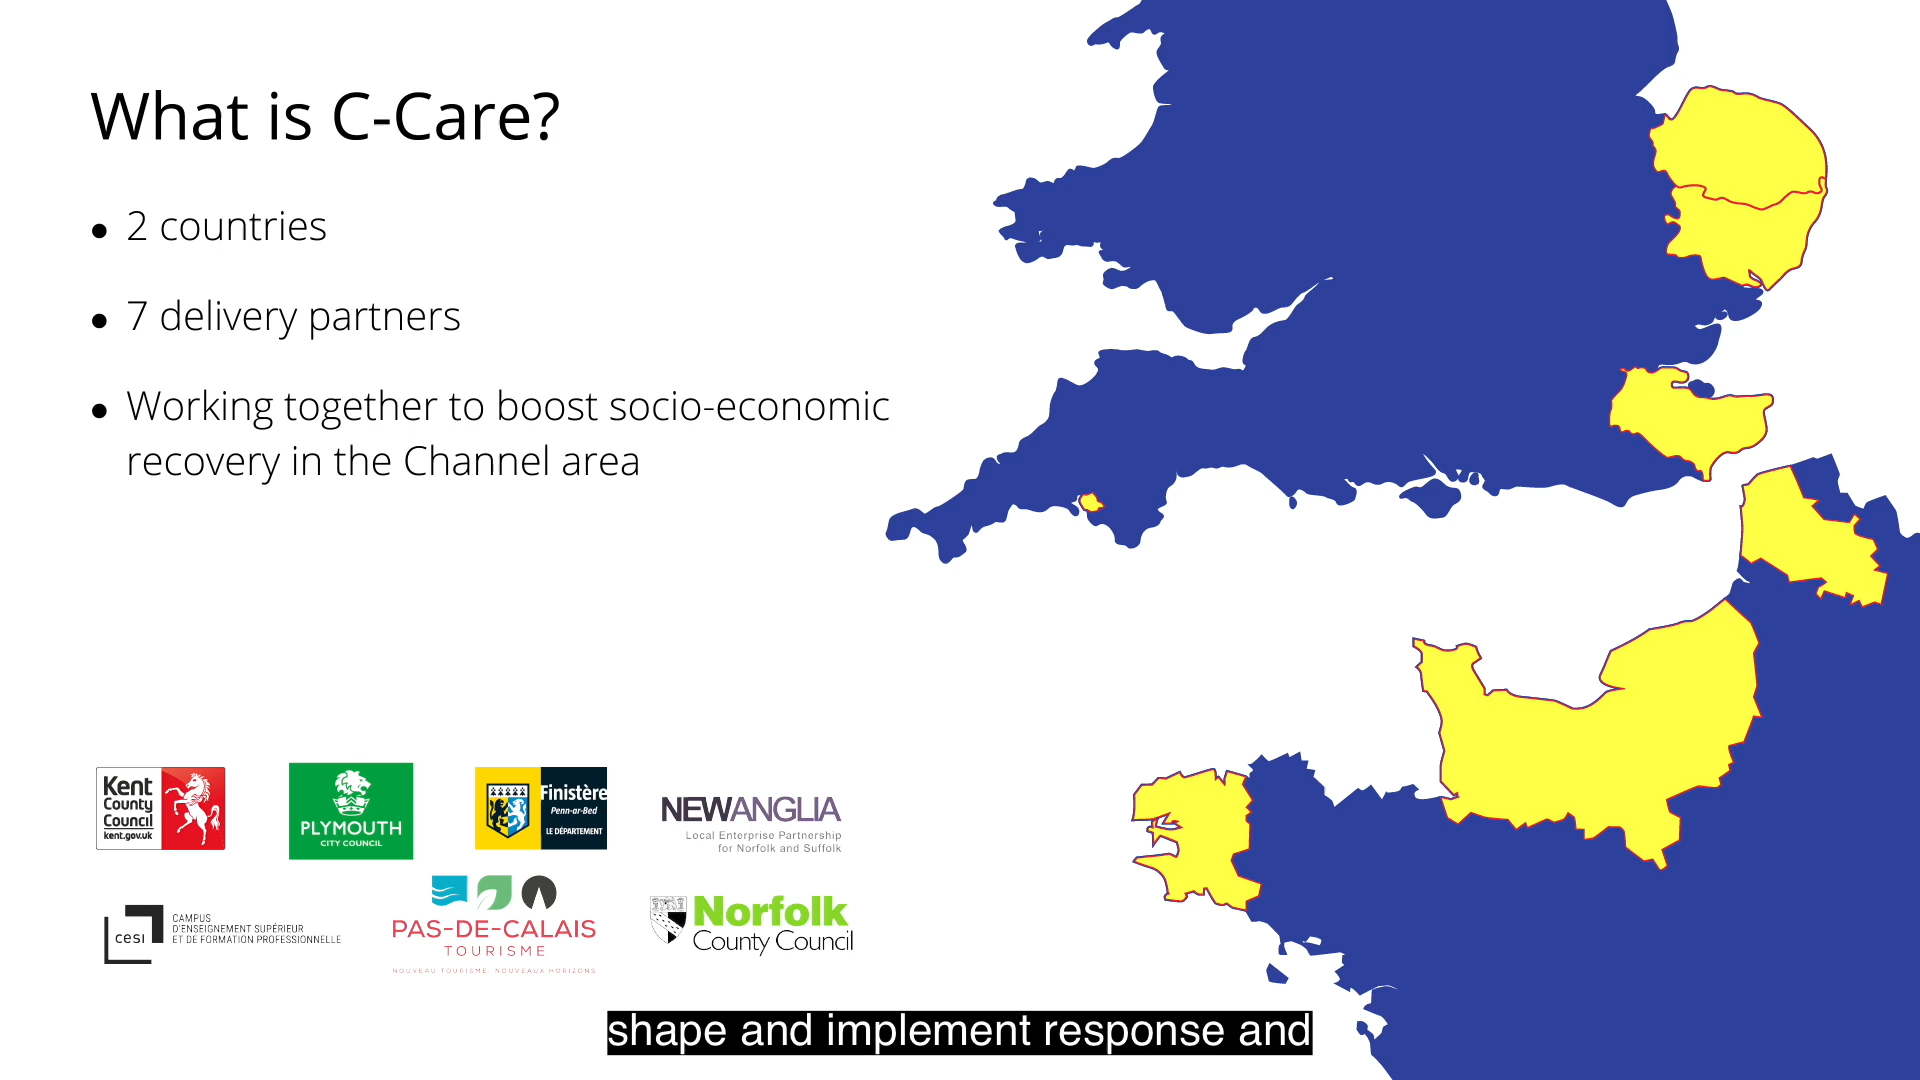 What is C-Care?
• 2 countries
• 7 delivery partners
• Working together to boost socio-economic
recovery in the Channel area
Kent
County
Council
kent.gov.uk
PLYMOUTH
CITY COUNCIL
Finistère
Penn-ar-Bed
LE DÉPARTEMENT
NEWANGLIA
Local Enterprise Partnership
for Norfolk and Suffolk
cesi
CAMPUS
D'ENSEIGNEMENT SUPÉRIEUR
ET DE FORMATION PROFESSIONNELLE
PAS-DE-CALAIS
TOURISME
NOUVEAU TOURISME NOUVEAUX HORIZONS
Norfolk
County Council
shape and implement response and